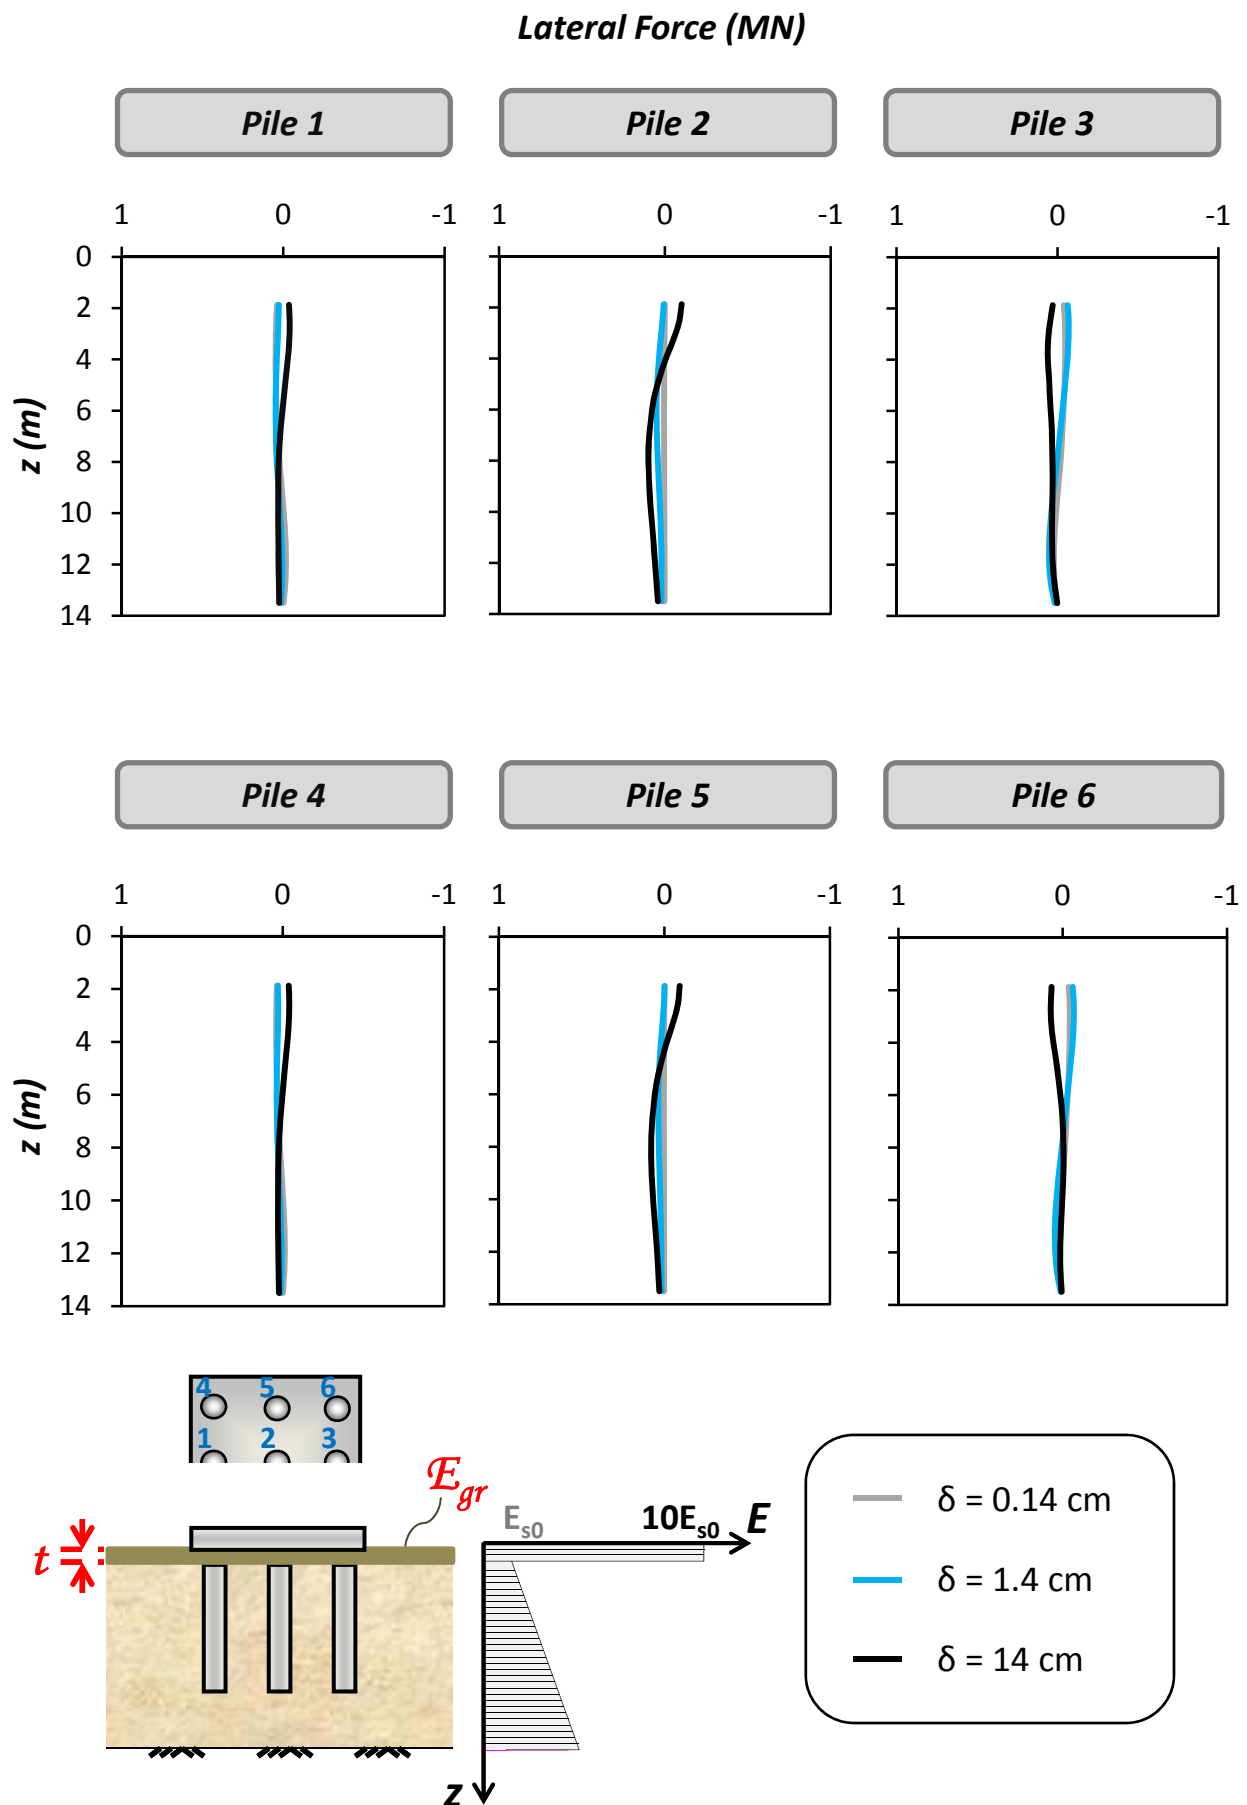 Lateral Force (MN)
Pile 1 Pile 2 Pile 3
1 0 -1 1 0 -1 1 0 -1
0
2
4
6
8
10
12
14
z (m)
Pile 4 Pile 5 Pile 6
1 0 -1 1 0 -1 1 0 -1
0
2
4
6
8
10
12
14
z (m)
4 5 6
1 2 3
Egr
t
Es0 10Es0 E
z
δ = 0.14 cm
δ = 1.4 cm
δ = 14 cm